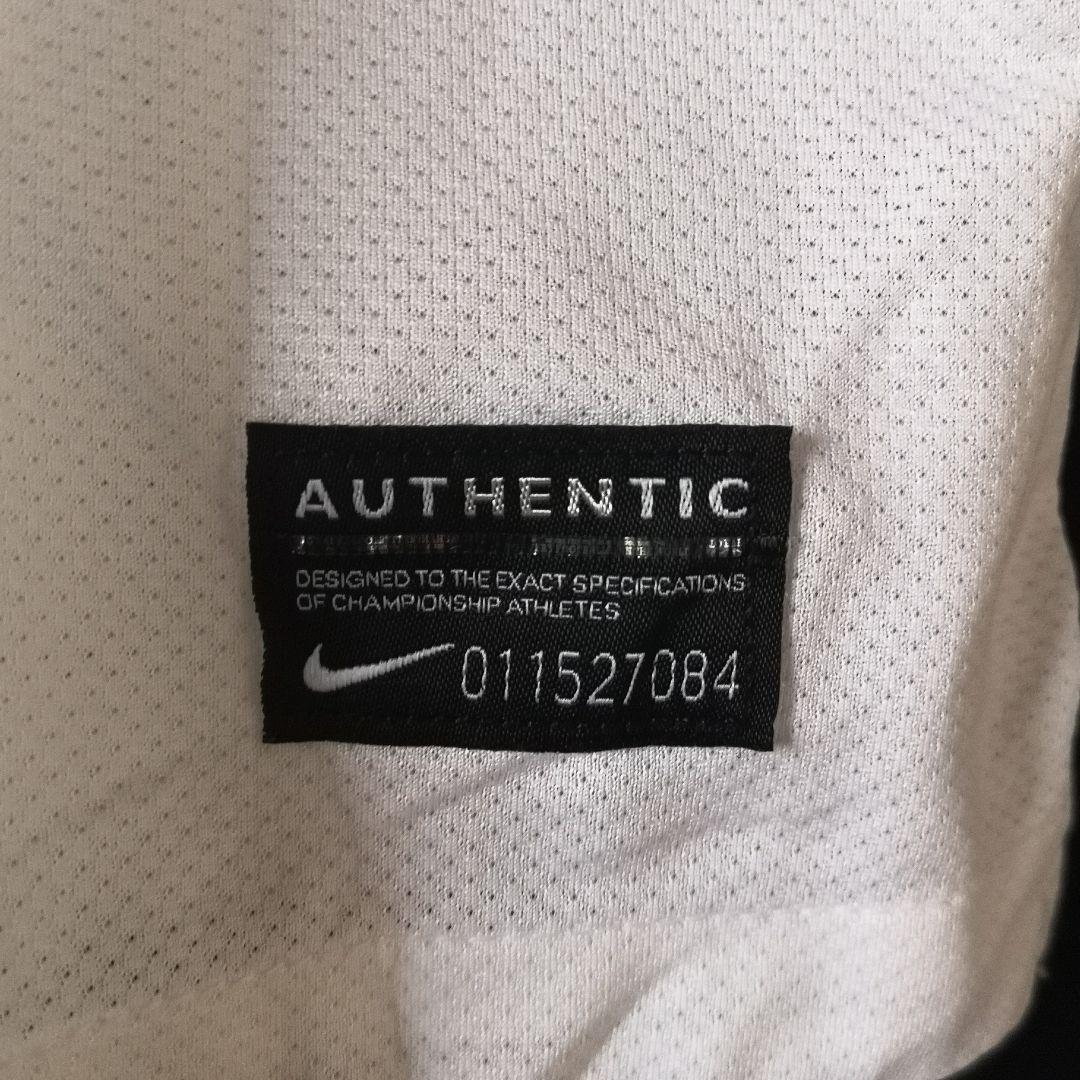 AUTHENTIC
DESIGNED TO THE EXACT SPECIFICATIONS
OF CHAMPIONSHIP ATHLETES
011527084